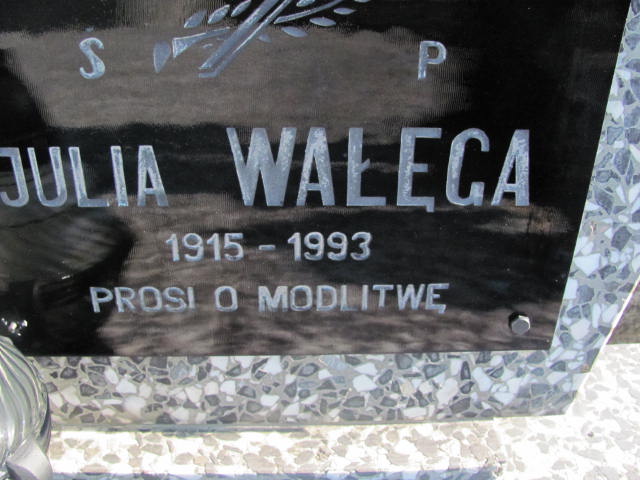 Ś P
JULIA WAŁĘGA
1915 - 1993
PROSI O MODLITWĘ